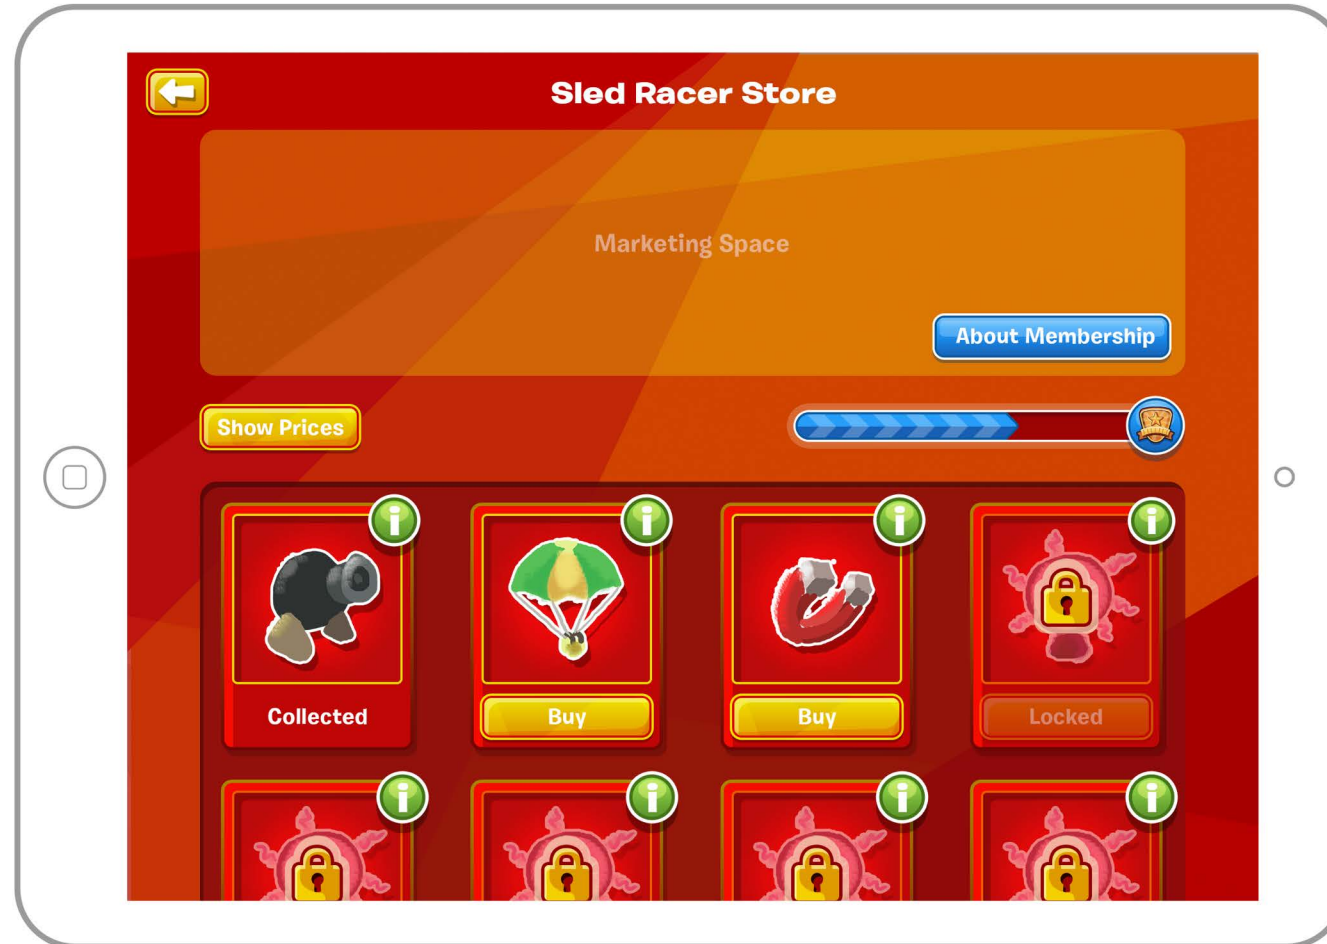 Sled Racer Store
Marketing Space
About Membership
Show Prices
Collected
Buy
Buy
Locked